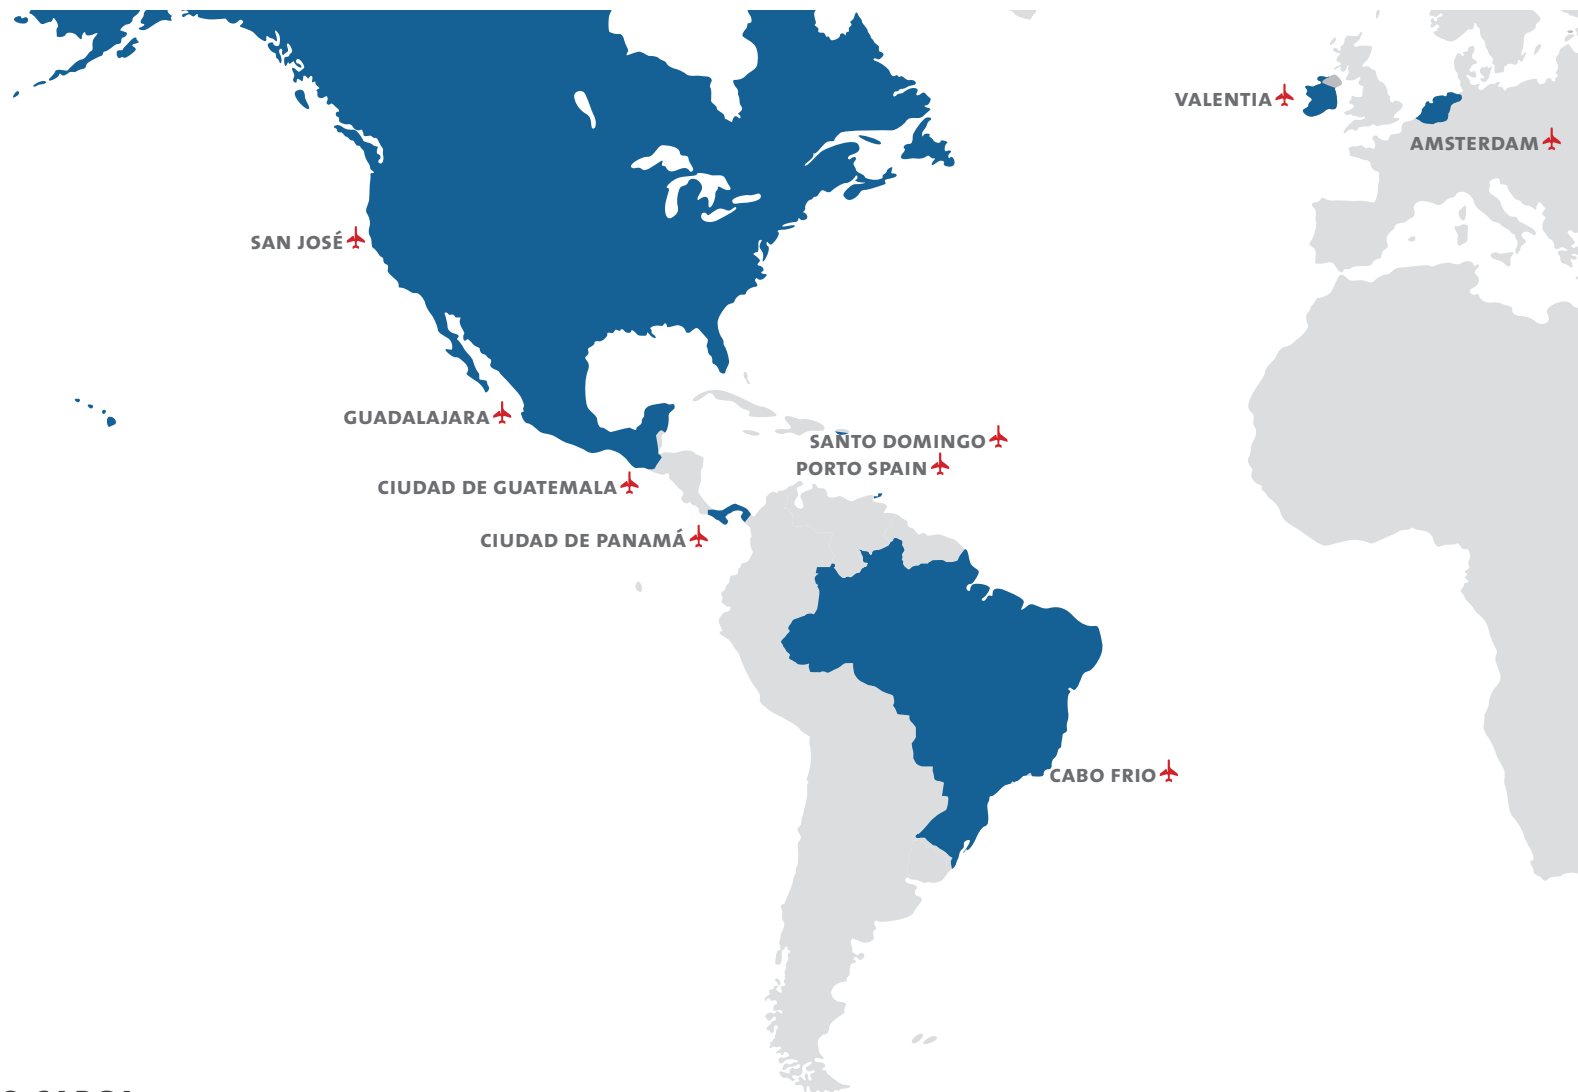 VALENTIA
AMSTERDAM
SAN JOSÉ
GUADALAJARA
SANTO DOMINGO
PORTO SPAIN
CIUDAD DE GUATEMALA
CIUDAD DE PANAMÁ
CABO FRIO